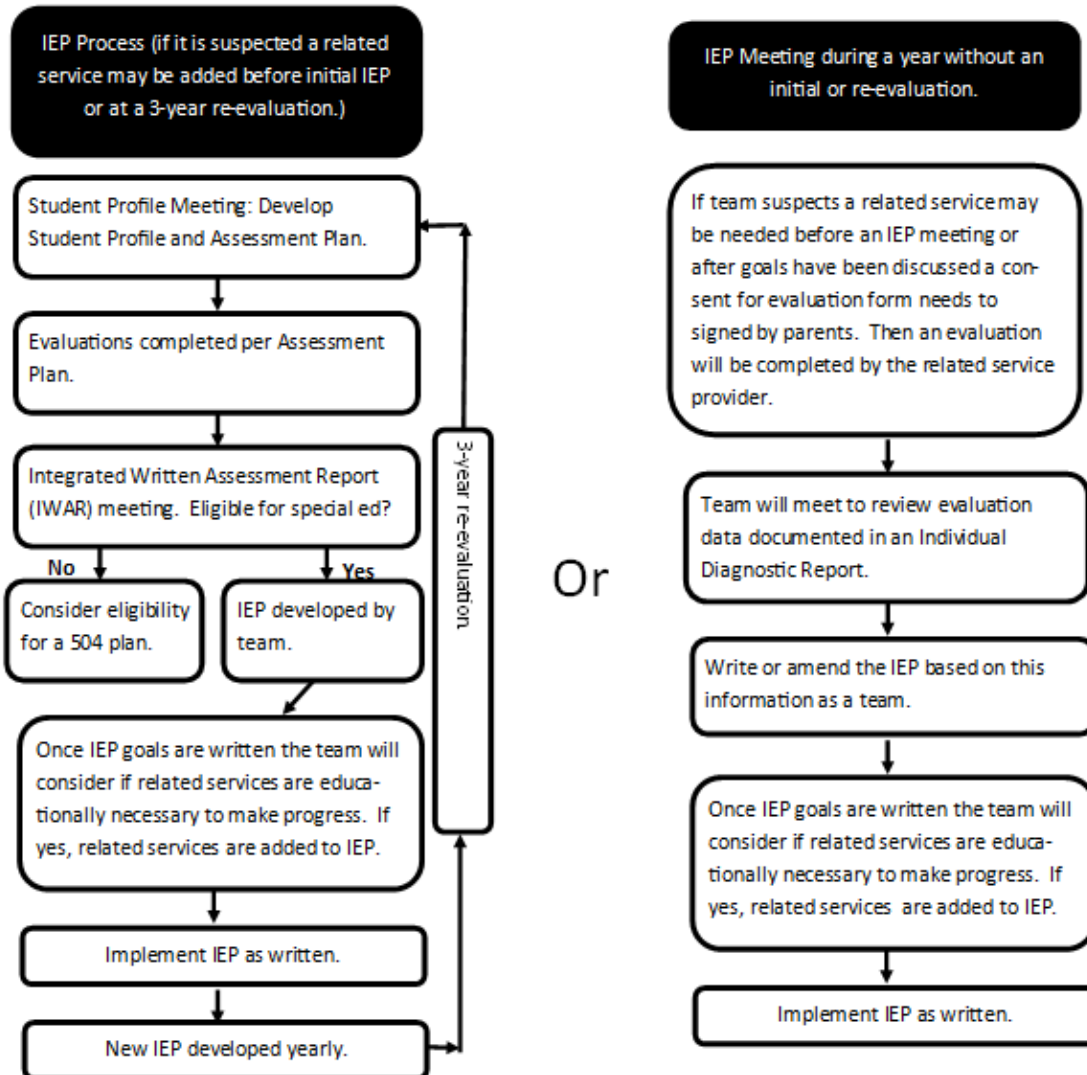 IEP Process (if it is suspected a related
service may be added before initial IEP
or at a 3-year re-evaluation.)
Student Profile Meeting: Develop
Student Profile and Assessment Plan.
Evaluations completed per Assessment
Plan.
Integrated Written Assessment Report
(IWAR) meeting. Eligible for special ed?
No
Yes
Consider eligibility
for a 504 plan.
IEP developed by
team.
Once IEP goals are written the team will
consider if related services are educa-
tionally necessary to make progress. If
yes, related services are added to IEP.
Implement IEP as written.
New IEP developed yearly.
3-year re-evaluation
Or
IEP Meeting during a year without an
initial or re-evaluation.
If team suspects a related service may
be needed before an IEP meeting or
after goals have been discussed a con-
sent for evaluation form needs to
signed by parents. Then an evaluation
will be completed by the related service
provider.
Team will meet to review evaluation
data documented in an Individual
Diagnostic Report.
Write or amend the IEP based on this
information as a team.
Once IEP goals are written the team will
consider if related services are educa-
tionally necessary to make progress. If
yes, related services are added to IEP.
Implement IEP as written.